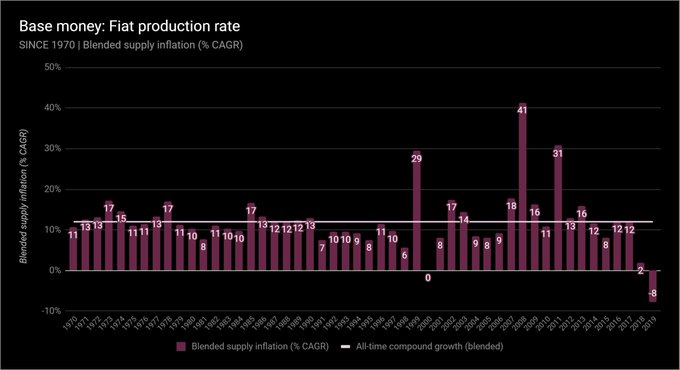 Base money: Fiat production rate
SINCE 1970 | Blended supply inflation (% CAGR)
Blended supply inflation (% CAGR)
50%
40%
30%
20%
10%
0%
-10%
11 13 13 17 15 11 11 13 17 11 10 8 11 10 10 17 13 12 12 12 13 7 10 10 9 8 11 10 6 29 0 8 17 14 9 8 9 18 41 16 11 31 13 16 12 8 12 12 2 -8
1970 1971 1972 1973 1974 1975 1976 1977 1978 1979 1980 1981 1982 1983 1984 1985 1986 1987 1988 1989 1990 1991 1992 1993 1994 1995 1996 1997 1998 1999 2000 2001 2002 2003 2004 2005 2006 2007 2008 2009 2010 2011 2012 2013 2014 2015 2016 2017 2018 2019
Blended supply inflation (% CAGR) All-time compound growth (blended)